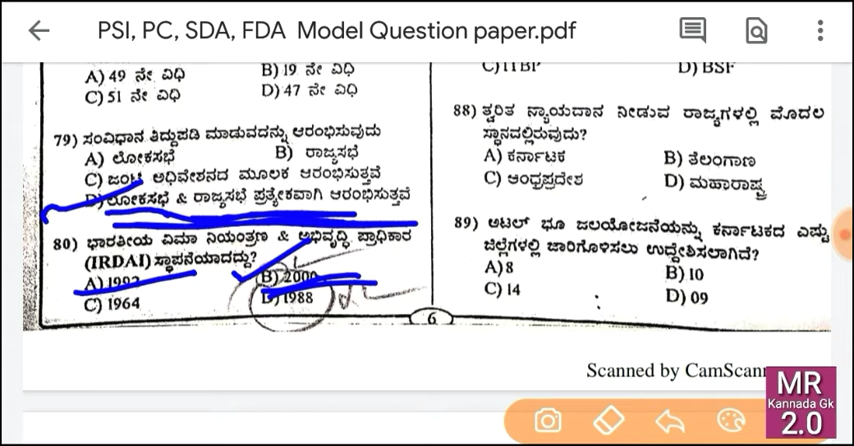 PSI, PC, SDA, FDA Model Question paper.pdf
A) 49 ನೇ ವಿಧಿ B) 19 ನೇ ವಿಧಿ
C) 51 ನೇ ವಿಧಿ D) 47 ನೇ ವಿಧಿ
79) ಸಂವಿಧಾನ ತಿದ್ದುಪಡಿ ಮಾಡುವದನ್ನು ಆರಂಭಿಸುವುದು
A) ಲೋಕಸಭೆ B) ರಾಜ್ಯಸಭೆ
C) ಜಂಟಿ ಅಧಿವೇಶನದ ಮೂಲಕ ಆರಂಭಿಸುತ್ತವೆ
D) ಲೋಕಸಭೆ & ರಾಜ್ಯಸಭೆ ಪ್ರತ್ಯೇಕವಾಗಿ ಆರಂಭಿಸುತ್ತವೆ
80) ಭಾರತೀಯ ವಿಮಾ ನಿಯಂತ್ರಣ & ಅಭಿವೃದ್ಧಿ ಪ್ರಾಧಿಕಾರ
(IRDAI) ಸ್ಥಾಪನೆಯಾದದ್ದು?
A) 1992 B) 2000
C) 1964 D) 1988
C) ITBP D) BSF
88) ತ್ವರಿತ ನ್ಯಾಯದಾನ ನೀಡುವ ರಾಜ್ಯಗಳಲ್ಲಿ ಮೊದಲ
ಸ್ಥಾನದಲ್ಲಿರುವುದು?
A) ಕರ್ನಾಟಕ B) ತೆಲಂಗಾಣ
C) ಆಂಧ್ರಪ್ರದೇಶ D) ಮಹಾರಾಷ್ಟ್ರ
89) ಅಟಲ್ ಭೂ ಜಲಯೋಜನೆಯನ್ನು ಕರ್ನಾಟಕದ ಎಷ್ಟು
ಜಿಲ್ಲೆಗಳಲ್ಲಿ ಜಾರಿಗೊಳಿಸಲು ಉದ್ದೇಶಿಸಲಾಗಿದೆ?
A) 8 B) 10
C) 14 D) 09
6
Scanned by CamScann
MR
Kannada Gk
2.0